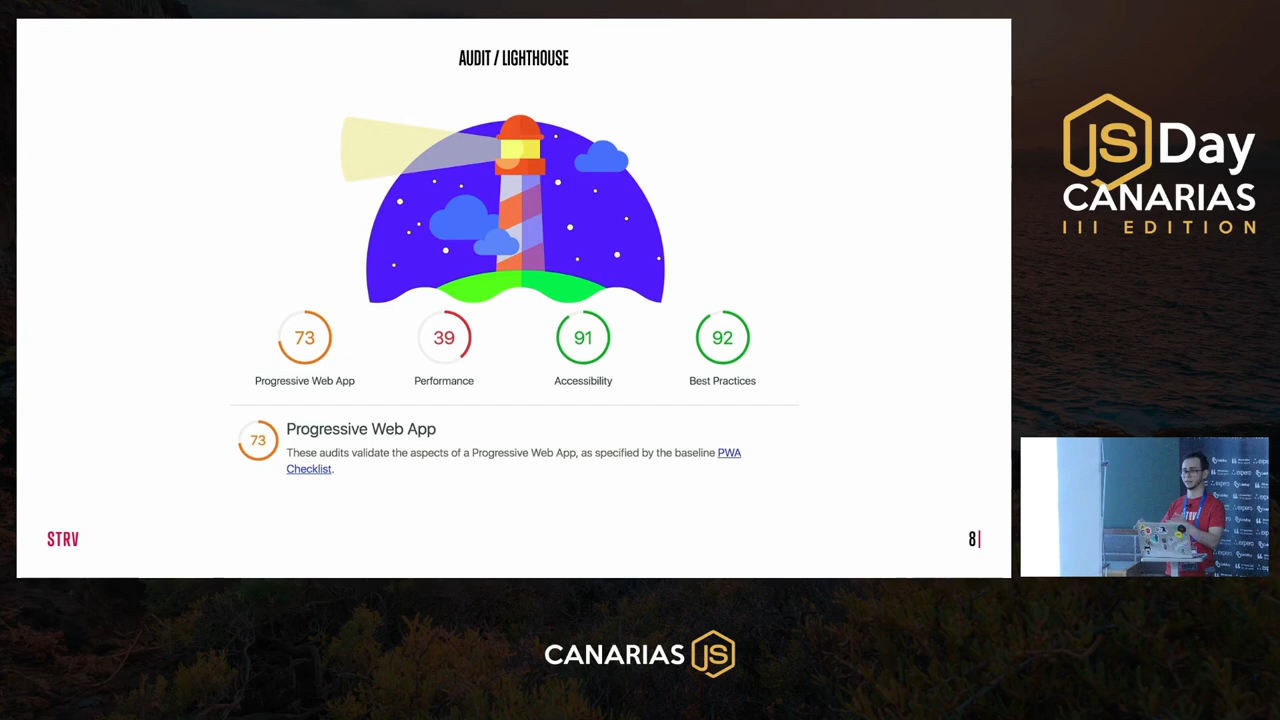 AUDIT / LIGHTHOUSE
73
39
91
92
Progressive Web App
Performance
Accessibility
Best Practices
73
Progressive Web App
These audits validate the aspects of a Progressive Web App, as specified by the baseline PWA
Checklist.
STRV
8|
JS Day
CANARIAS
III EDITION
CANARIAS JS